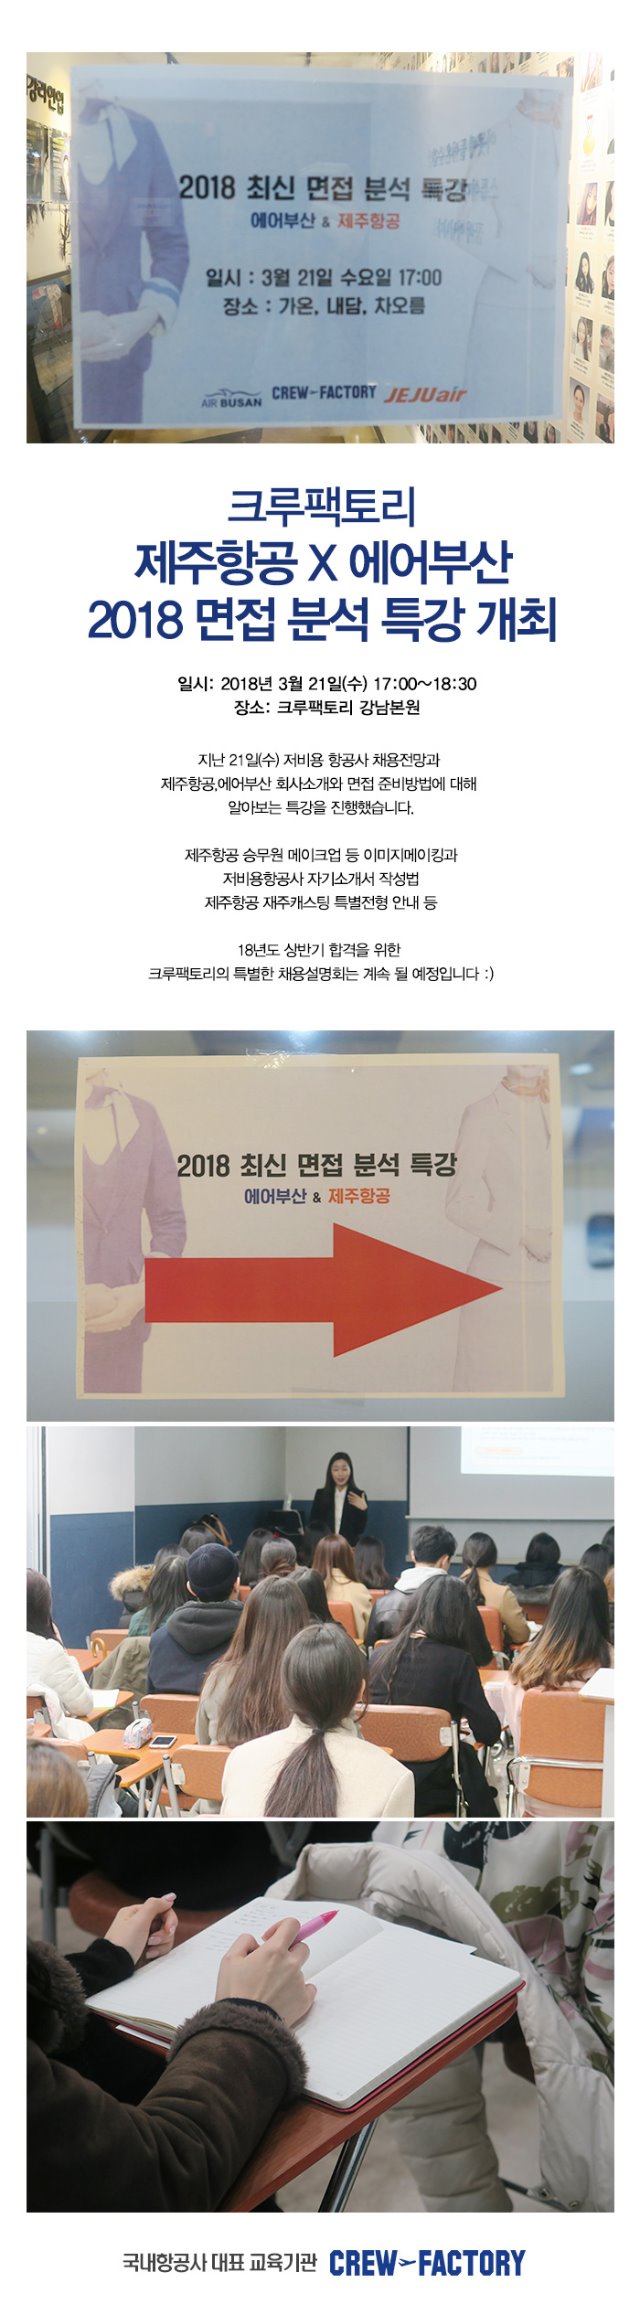 강라인업
2018 최신 면접 분석 특강
에어부산 & 제주항공
일시 : 3월 21일 수요일 17:00
장소 : 가온, 내담, 차오름
AIR BUSAN CREW FACTORY JEJUair
크루팩토리
제주항공 X 에어부산
2018 면접 분석 특강 개최
일시: 2018년 3월 21일(수) 17:00~18:30
장소: 크루팩토리 강남본원
지난 21일(수) 저비용 항공사 채용전망과
제주항공,에어부산 회사소개와 면접 준비방법에 대해
알아보는 특강을 진행했습니다.
제주항공 승무원 메이크업 등 이미지메이킹과
저비용항공사 자기소개서 작성법
제주항공 재주캐스팅 특별전형 안내 등
18년도 상반기 합격을 위한
크루팩토리의 특별한 채용설명회는 계속 될 예정입니다 :)
2018 최신 면접 분석 특강
에어부산 & 제주항공
국내항공사 대표 교육기관 CREW FACTORY